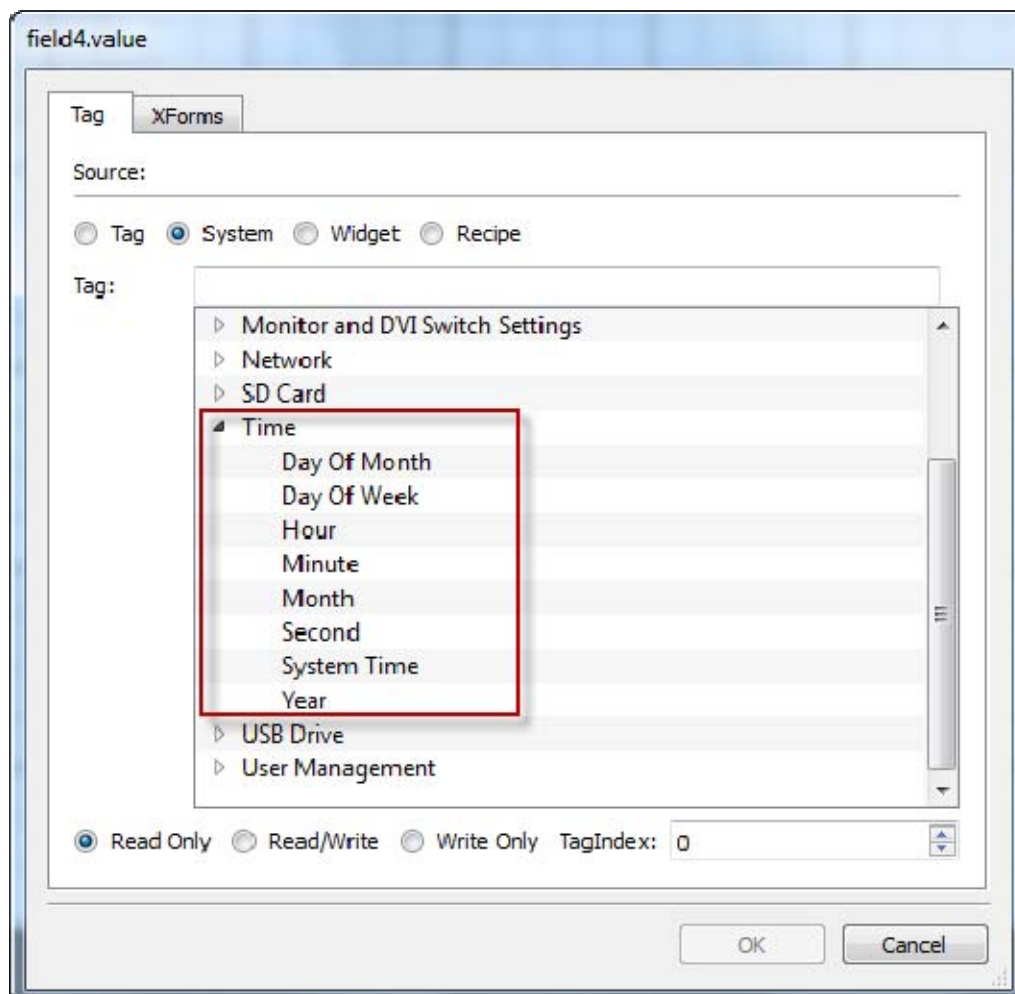 field4.value
Tag XForms
Source:
Tag System Widget Recipe
Tag:
Monitor and DVI Switch Settings
Network
SD Card
Time
Day Of Month
Day Of Week
Hour
Minute
Month
Second
System Time
Year
USB Drive
User Management
Read Only Read/Write Write Only TagIndex: 0
OK Cancel